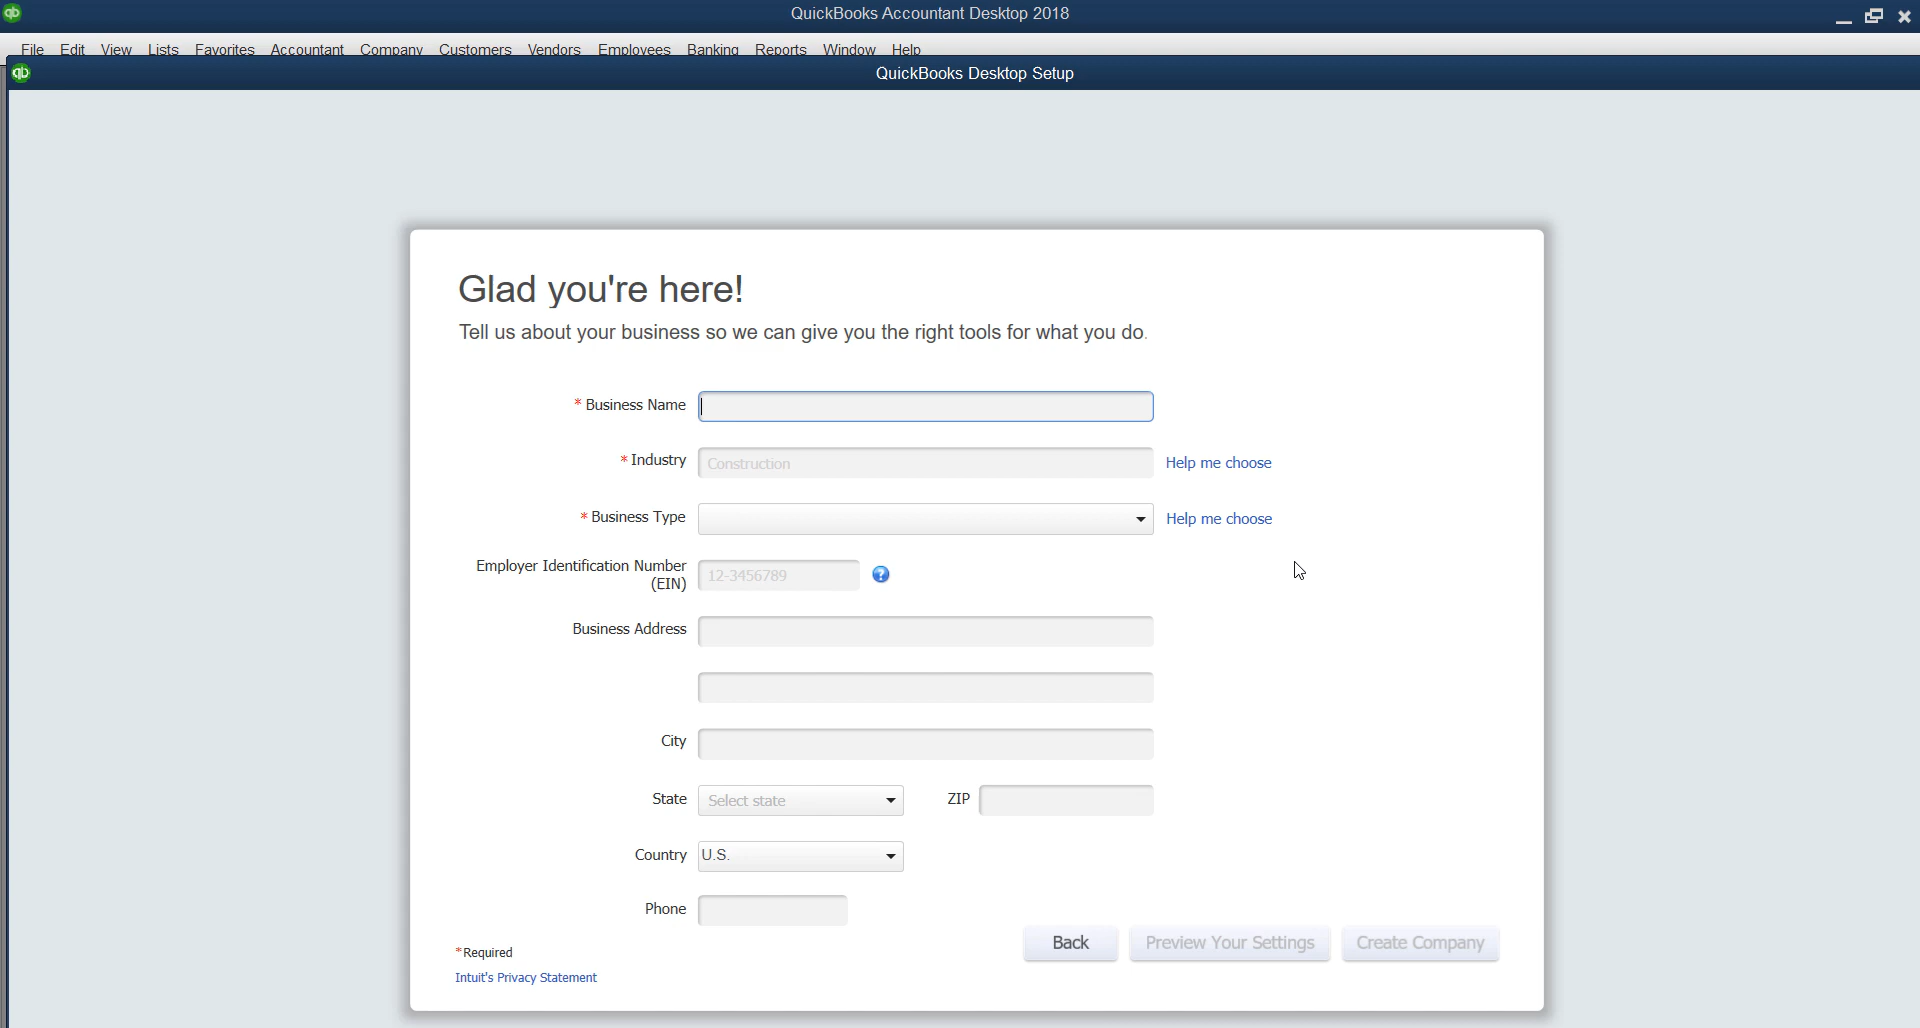 QuickBooks Accountant Desktop 2018
File Edit View Lists Favorites Accountant Company Customers Vendors Employees Banking Reports Window Help
QuickBooks Desktop Setup
Glad you're here!
Tell us about your business so we can give you the right tools for what you do.
* Business Name
* Industry Construction Help me choose
* Business Type Help me choose
Employer Identification Number
(EIN) 12-3456789 ?
Business Address
City
State Select state ZIP
Country U.S.
Phone
Back Preview Your Settings Create Company
*Required
Intuit's Privacy Statement